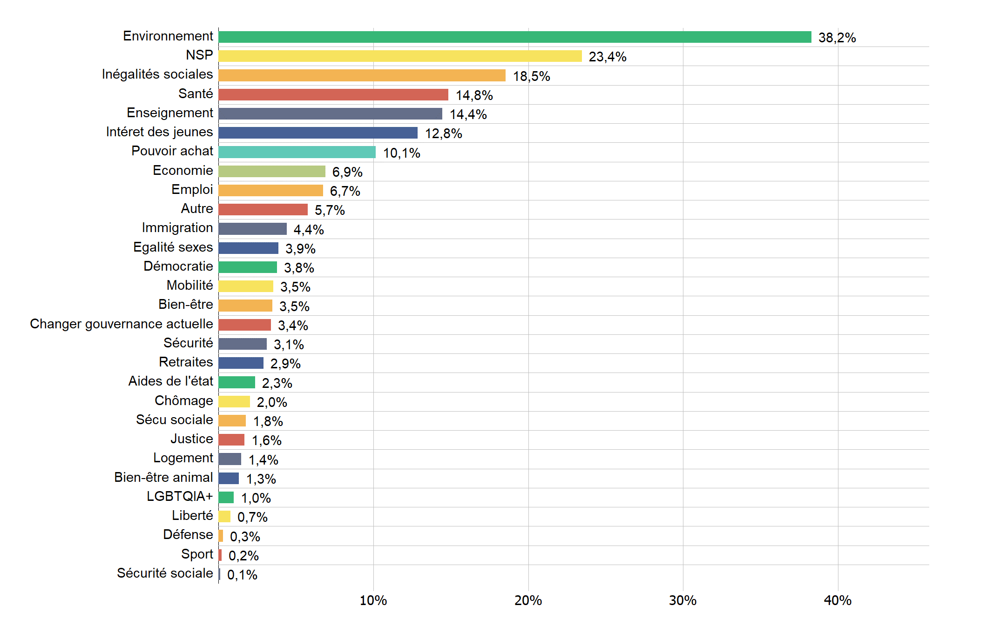 Environnement 38,2%
NSP 23,4%
Inégalités sociales 18,5%
Santé 14,8%
Enseignement 14,4%
Intéret des jeunes 12,8%
Pouvoir achat 10,1%
Economie 6,9%
Emploi 6,7%
Autre 5,7%
Immigration 4,4%
Egalité sexes 3,9%
Démocratie 3,8%
Mobilité 3,5%
Bien-être 3,5%
Changer gouvernance actuelle 3,4%
Sécurité 3,1%
Retraites 2,9%
Aides de l'état 2,3%
Chômage 2,0%
Sécu sociale 1,8%
Justice 1,6%
Logement 1,4%
Bien-être animal 1,3%
LGBTQIA+ 1,0%
Liberté 0,7%
Défense 0,3%
Sport 0,2%
Sécurité sociale 0,1%
10% 20% 30% 40%